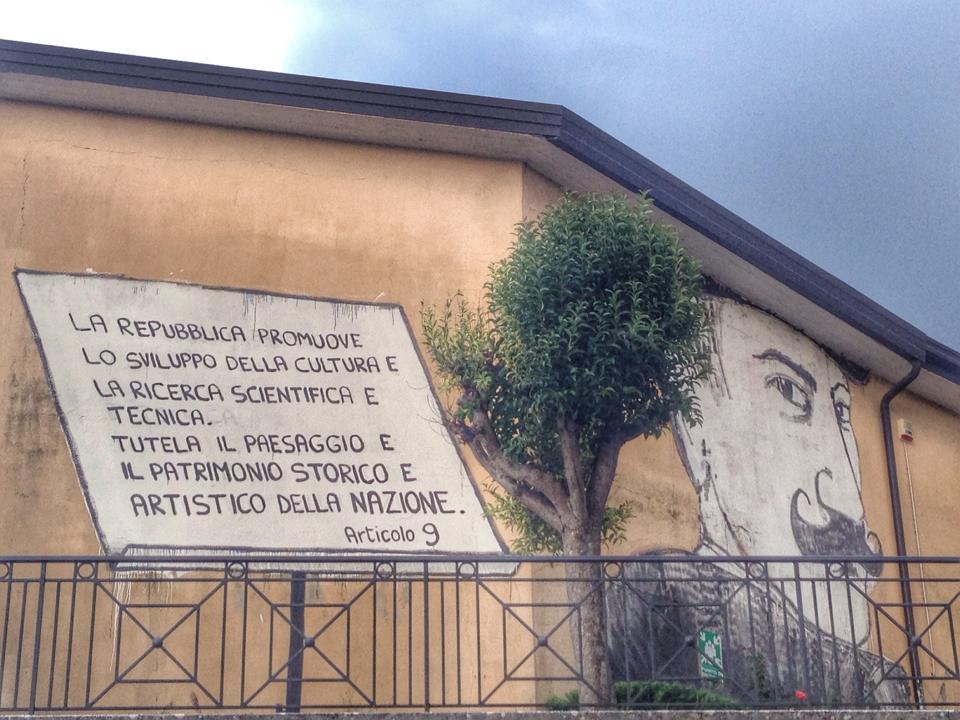 LA REPUBBLICA PROMUOVE
LO SVILUPPO DELLA CULTURA E
LA RICERCA SCIENTIFICA E
TECNICA.
TUTELA IL PAESAGGIO E
IL PATRIMONIO STORICO E
ARTISTICO DELLA NAZIONE.
Articolo 9